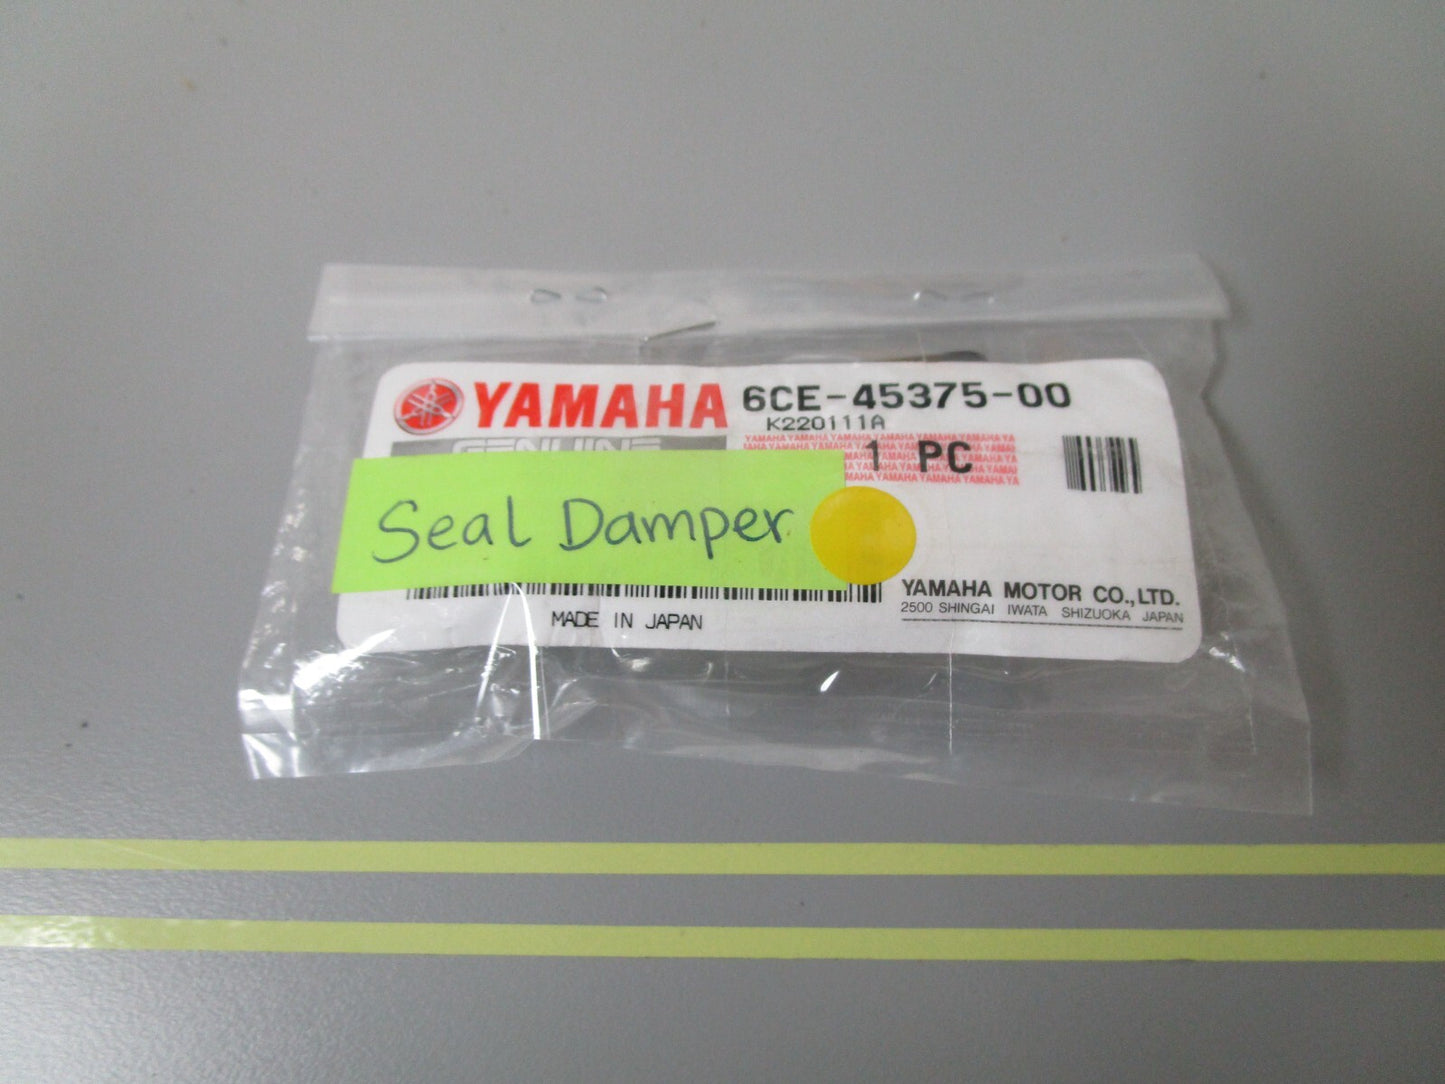 YAMAHA 6CE-45375-00
K220111A
GENUINE
1 PC
Seal Damper
YAMAHA MOTOR CO.,LTD.
2500 SHINGAI IWATA SHIZUOKA JAPAN
MADE IN JAPAN